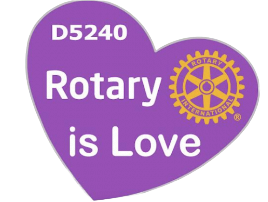 D5240
Rotary
is Love
ROTARY
INTERNATIONAL
®